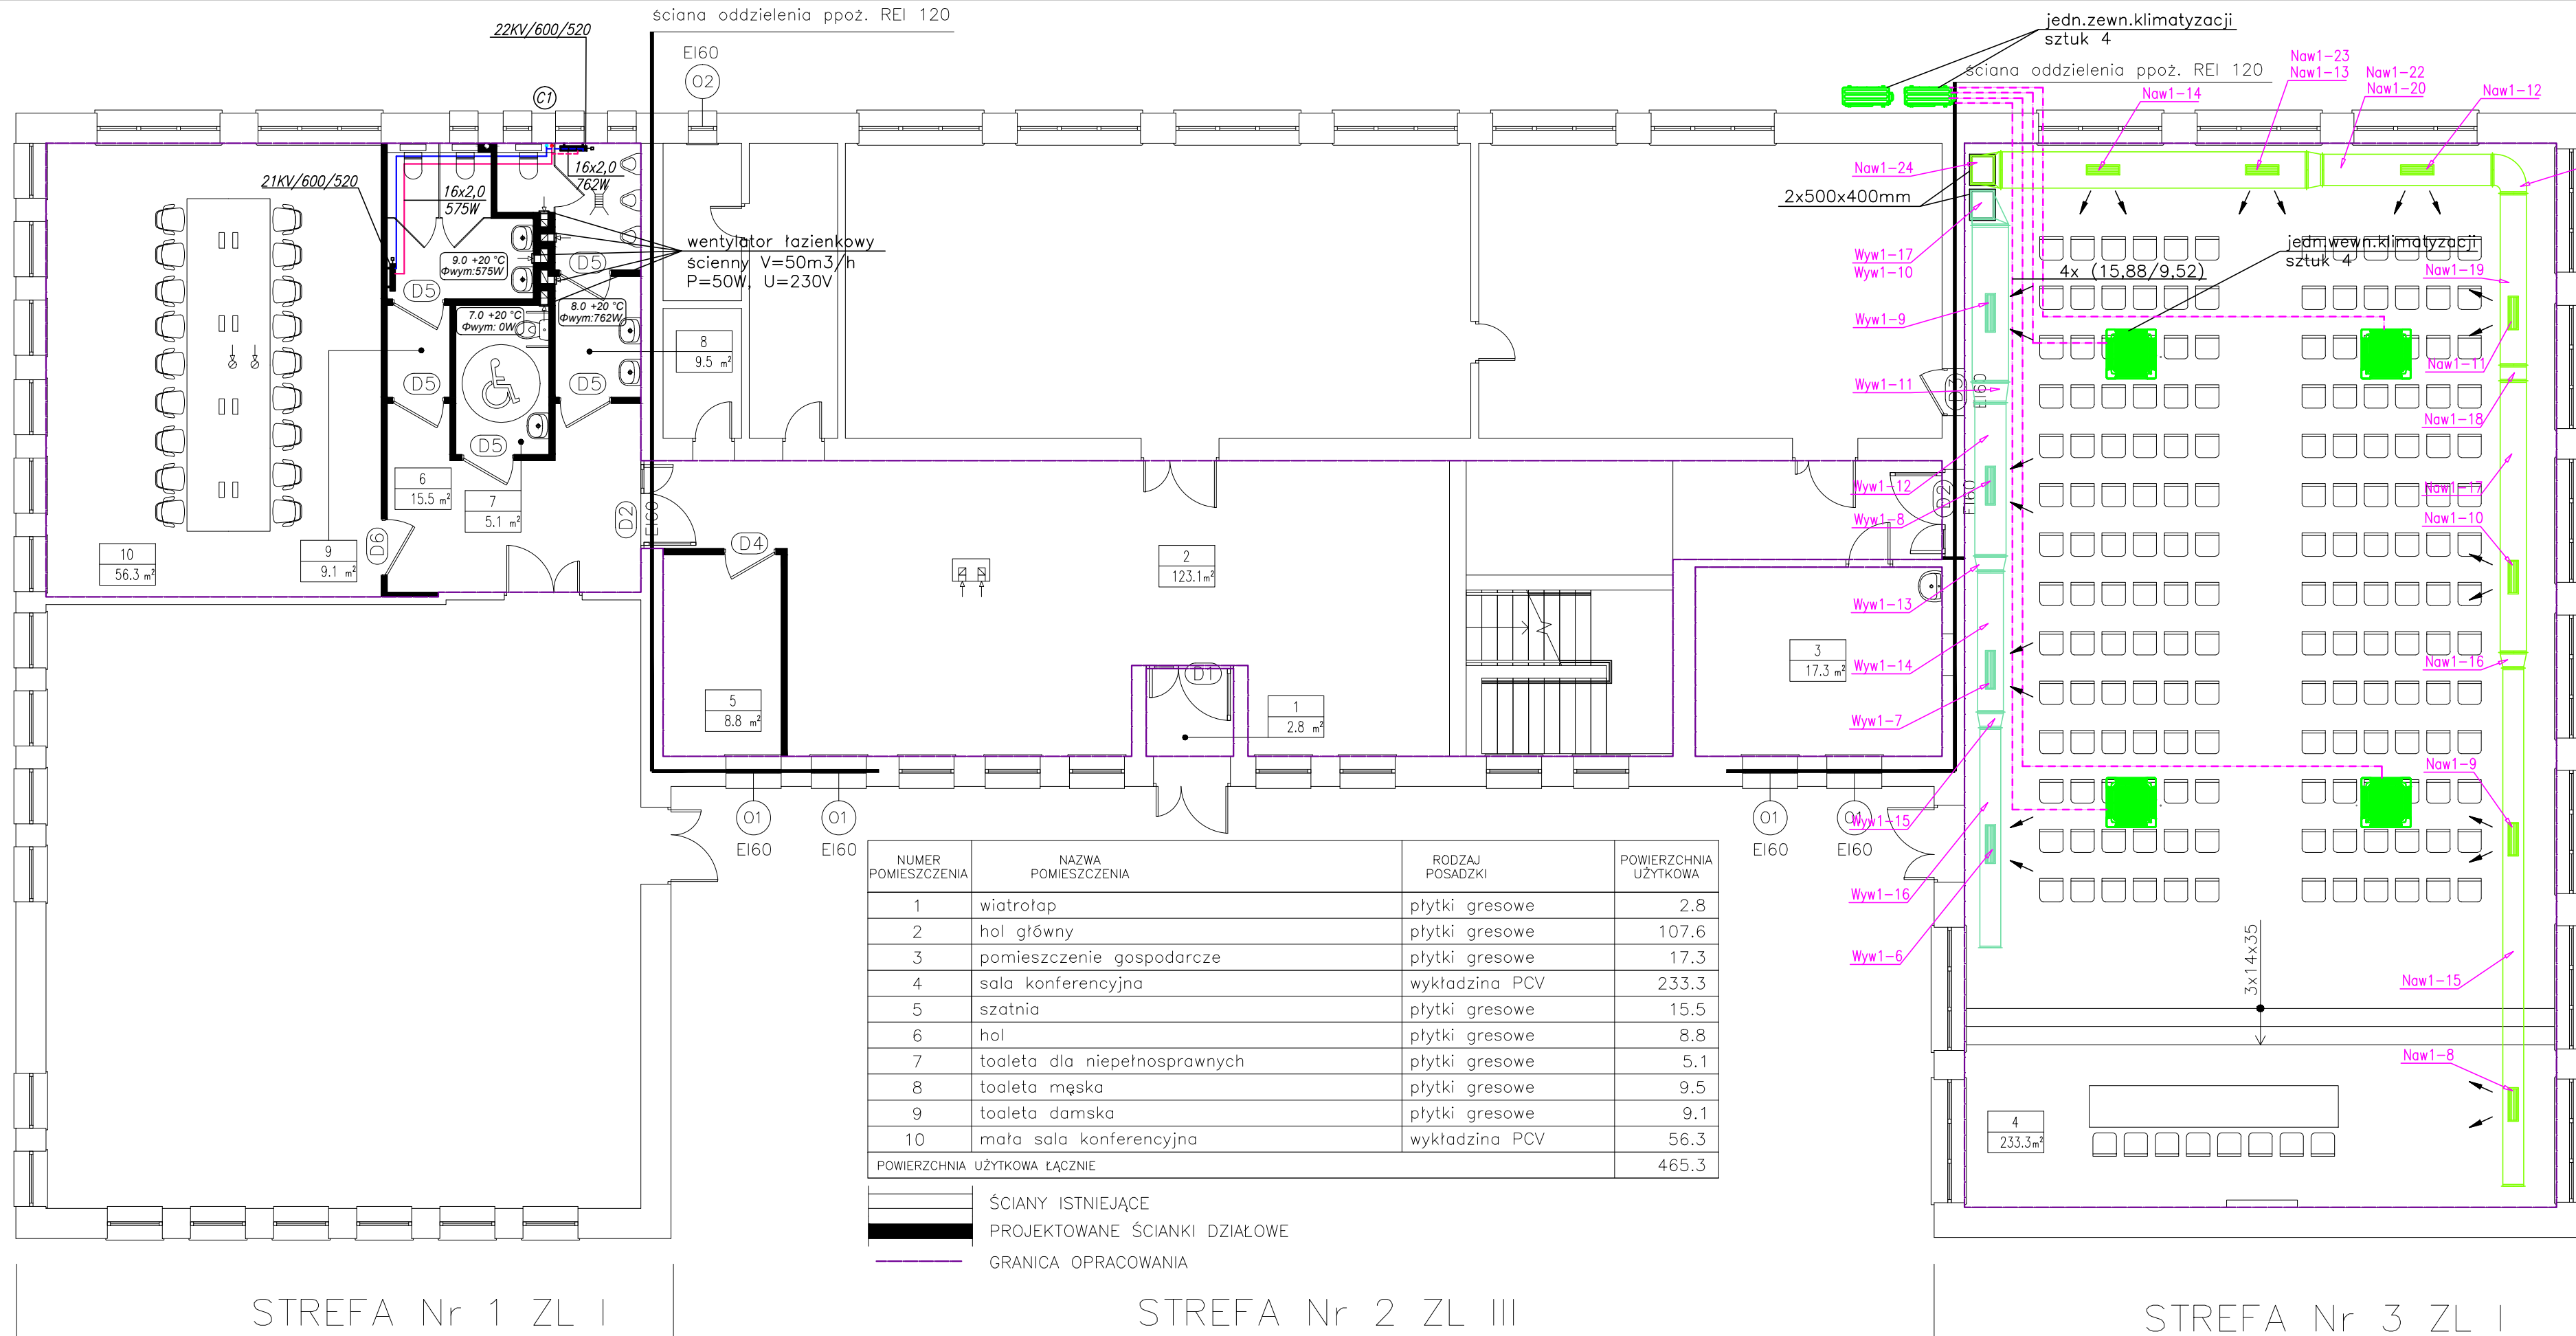 ściana oddzielenia ppoż. REI 120
22KV/600/520
EI60
O2
C1
jedn.zewn.klimatyzacji
sztuk 4
ściana oddzielenia ppoż. REI 120
Naw1-23
Naw1-13
Naw1-22
Naw1-20
Naw1-14
Naw1-12
21KV/600/520
16x2,0
575W
16x2,0
762W
Naw1-24
2x500x400mm
wentylator łazienkowy
ścienny V=50m3/h
P=50W, U=230V
9.0 +20 °C
Φwym:575W
D5
D5
8.0 +20 °C
Φwym:762W
7.0 +20 °C
Φwym: 0W
Wyw1-17
Wyw1-10
jedn.wewn.klimatyzacji
sztuk 4
4x (15,88/9,52)
Naw1-19
Wyw1-9
8
9.5 m²
D5
D5
D5
Wyw1-11
D3
EI60
Naw1-11
Naw1-18
6
15.5 m²
7
5.1 m²
D2
EI60
Wyw1-12
Wyw1-8
D2
EI60
Naw1-17
Naw1-10
10
56.3 m²
9
9.1 m²
D6
D4
2
123.1m²
Wyw1-13
Wyw1-14
3
17.3 m²
Naw1-16
5
8.8 m²
D1
1
2.8 m²
Wyw1-7
Naw1-9
O1
EI60
O1
EI60
O1
EI60
O1
EI60
Wyw1-15
Wyw1-16
Wyw1-6
3x14x35
Naw1-15
Naw1-8
4
233.3m²
NUMER POMIESZCZENIA NAZWA POMIESZCZENIA RODZAJ POSADZKI POWIERZCHNIA UŻYTKOWA
1 wiatrołap płytki gresowe 2.8
2 hol główny płytki gresowe 107.6
3 pomieszczenie gospodarcze płytki gresowe 17.3
4 sala konferencyjna wykładzina PCV 233.3
5 szatnia płytki gresowe 15.5
6 hol płytki gresowe 8.8
7 toaleta dla niepełnosprawnych płytki gresowe 5.1
8 toaleta męska płytki gresowe 9.5
9 toaleta damska płytki gresowe 9.1
10 mała sala konferencyjna wykładzina PCV 56.3
POWIERZCHNIA UŻYTKOWA ŁĄCZNIE 465.3
ŚCIANY ISTNIEJĄCE
PROJEKTOWANE ŚCIANKI DZIAŁOWE
GRANICA OPRACOWANIA
STREFA Nr 1 ZL I
STREFA Nr 2 ZL III
STREFA Nr 3 ZL I